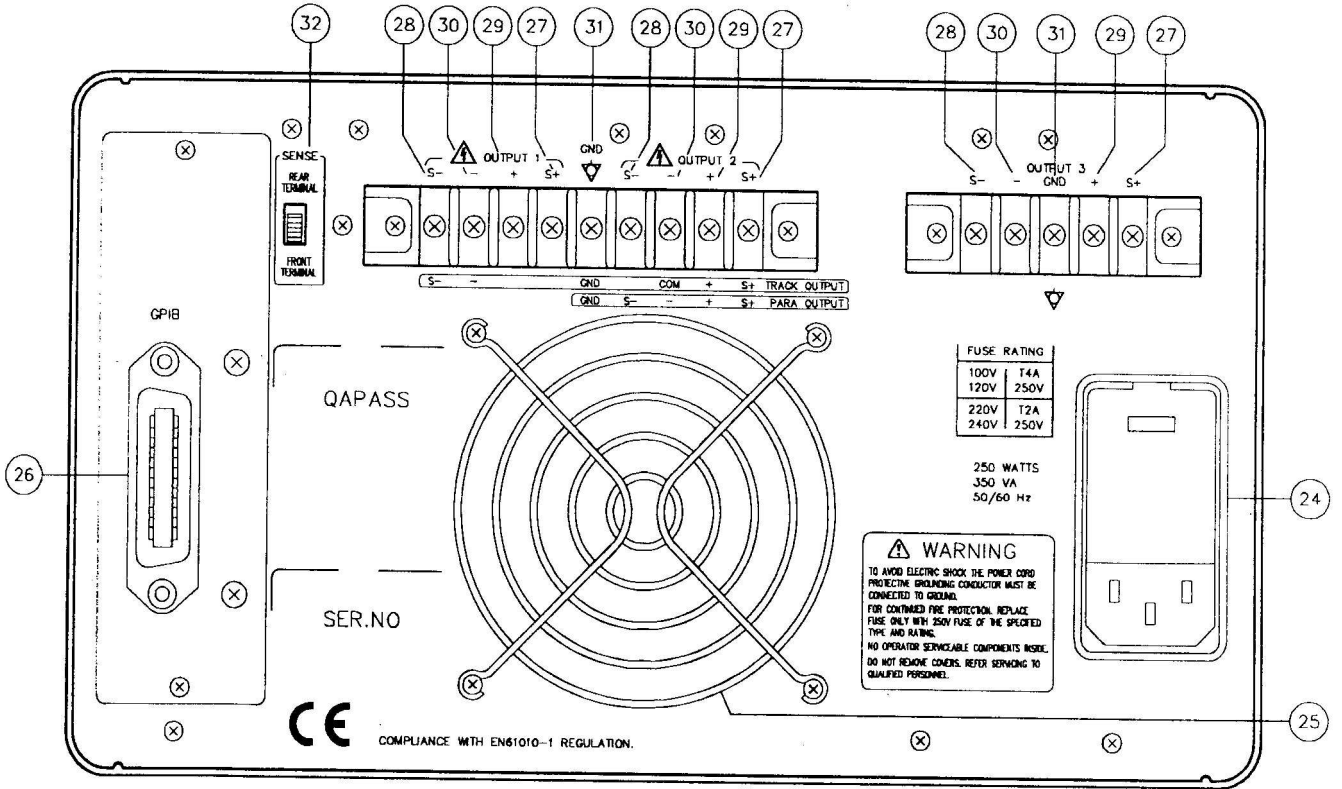 32 28 30 29 27 31 28 30 29 27 28 30 31 29 27
SENSE
REAR
TERMINAL
FRONT
TERMINAL
OUTPUT 1
GND
OUTPUT 2
S- - + S+ S- - + S+
S- - GND COM + S+ TRACK OUTPUT
GND S- - + S+ PARA OUTPUT
OUTPUT 3
S- - GND + S+
GPIB
26
QAPASS
SER.NO
FUSE RATING
100V T4A
120V 250V
220V T2A
240V 250V
250 WATTS
350 VA
50/60 Hz
24
WARNING
TO AVOID ELECTRIC SHOCK THE POWER CORD
PROTECTIVE GROUNDING CONDUCTOR MUST BE
CONNECTED TO GROUND.
FOR CONTINUED FIRE PROTECTION. REPLACE
FUSE ONLY WITH 250V FUSE OF THE SPECIFIED
TYPE AND RATING.
NO OPERATOR SERVICEABLE COMPONENTS INSIDE.
DO NOT REMOVE COVERS. REFER SERVICING TO
QUALIFIED PERSONNEL.
25
CE
COMPLIANCE WITH EN61010-1 REGULATION.